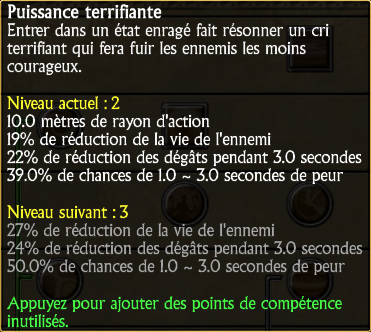 Puissance terrifiante
Entrer dans un état enragé fait résonner un cri
terrifiant qui fera fuir les ennemis les moins
courageux.
Niveau actuel : 2
10.0 mètres de rayon d'action
19% de réduction de la vie de l'ennemi
22% de réduction des dégâts pendant 3.0 secondes
39.0% de chances de 1.0 ~ 3.0 secondes de peur
Niveau suivant : 3
27% de réduction de la vie de l'ennemi
24% de réduction des dégâts pendant 3.0 secondes
50.0% de chances de 1.0 ~ 3.0 secondes de peur
Appuyez pour ajouter des points de compétence
inutilisés.